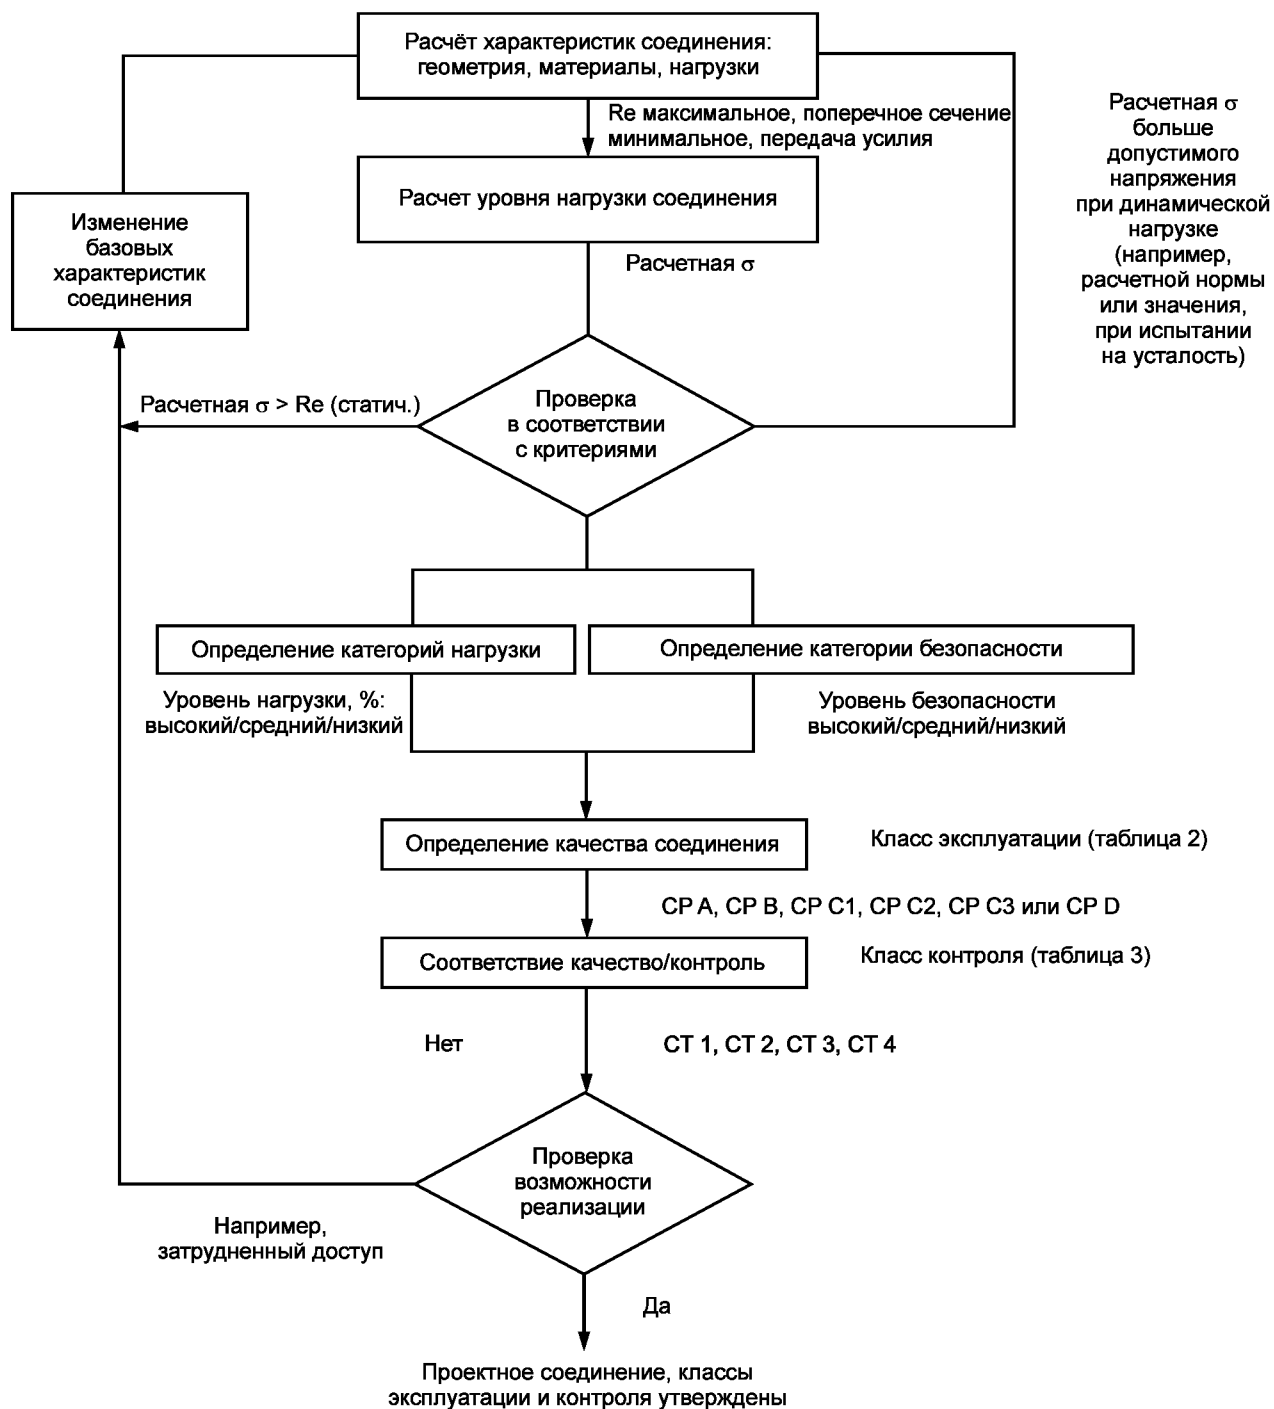 Расчёт характеристик соединения:
геометрия, материалы, нагрузки
Re максимальное, поперечное сечение
минимальное, передача усилия
Расчетная σ
больше
допустимого
напряжения
при динамической
нагрузке
(например,
расчетной нормы
или значения,
при испытании
на усталость)
Расчет уровня нагрузки соединения
Изменение
базовых
характеристик
соединения
Расчетная σ
Расчетная σ > Re (статич.)
Проверка
в соответствии
с критериями
Определение категорий нагрузки
Определение категории безопасности
Уровень нагрузки, %:
высокий/средний/низкий
Уровень безопасности
высокий/средний/низкий
Определение качества соединения
Класс эксплуатации (таблица 2)
CP A, CP B, CP C1, CP C2, CP C3 или CP D
Соответствие качество/контроль
Класс контроля (таблица 3)
Нет
CT 1, CT 2, CT 3, CT 4
Проверка
возможности
реализации
Например,
затрудненный доступ
Да
Проектное соединение, классы
эксплуатации и контроля утверждены